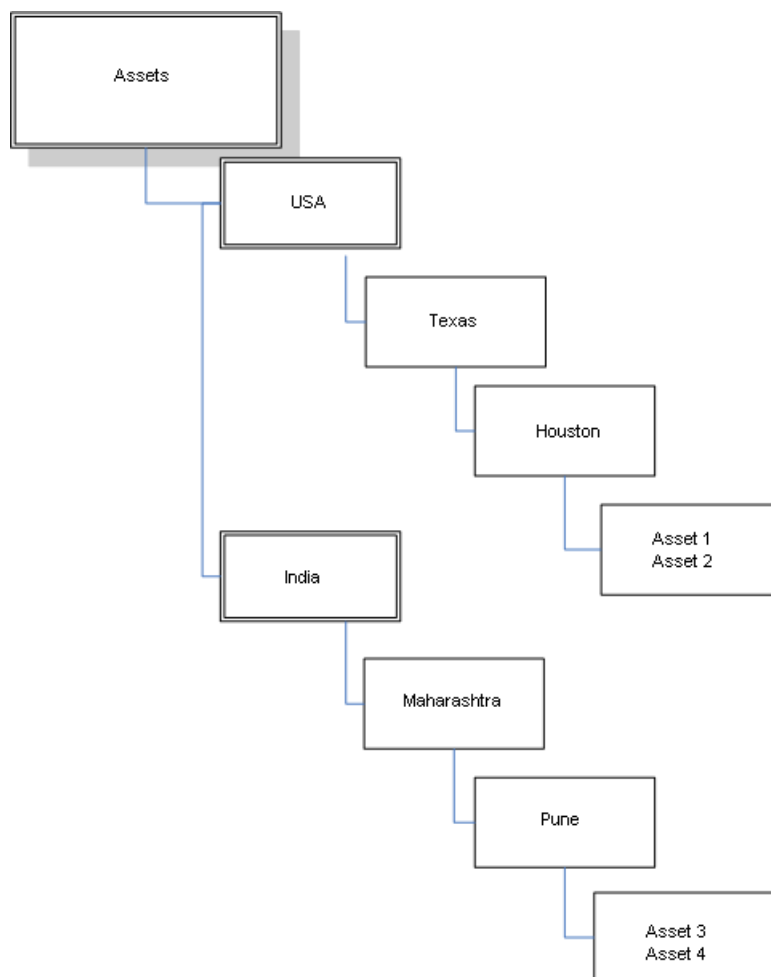 Assets
USA
Texas
Houston
Asset 1
Asset 2
India
Maharashtra
Pune
Asset 3
Asset 4